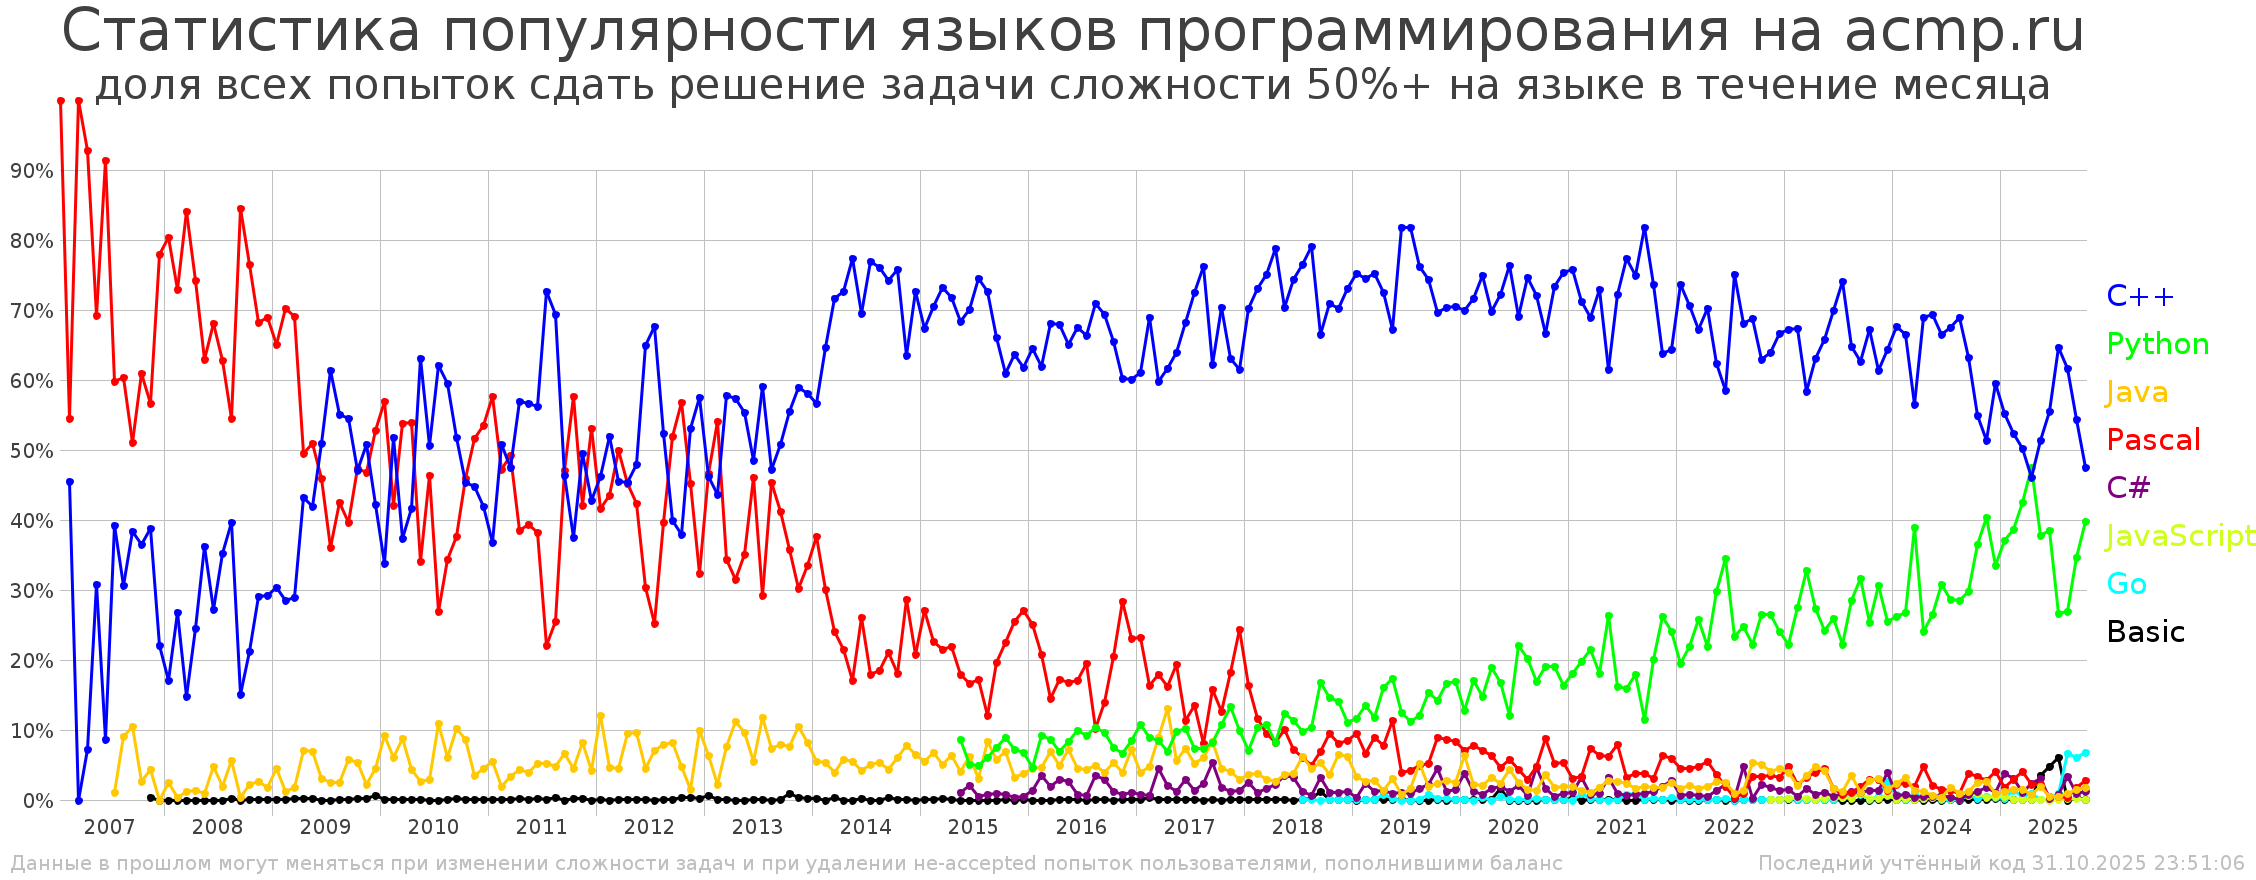 Статистика популярности языков программирования на acmp.ru
доля всех попыток сдать решение задачи сложности 50%+ на языке в течение месяца
90%
80%
70%
60%
50%
40%
30%
20%
10%
0%
2007 2008 2009 2010 2011 2012 2013 2014 2015 2016 2017 2018 2019 2020 2021 2022 2023 2024 2025
C++
Python
Java
Pascal
C#
JavaScript
Go
Basic
Данные в прошлом могут меняться при изменении сложности задач и при удалении не-accepted попыток пользователями, пополнившими баланс
Последний учтённый код 31.10.2025 23:51:06